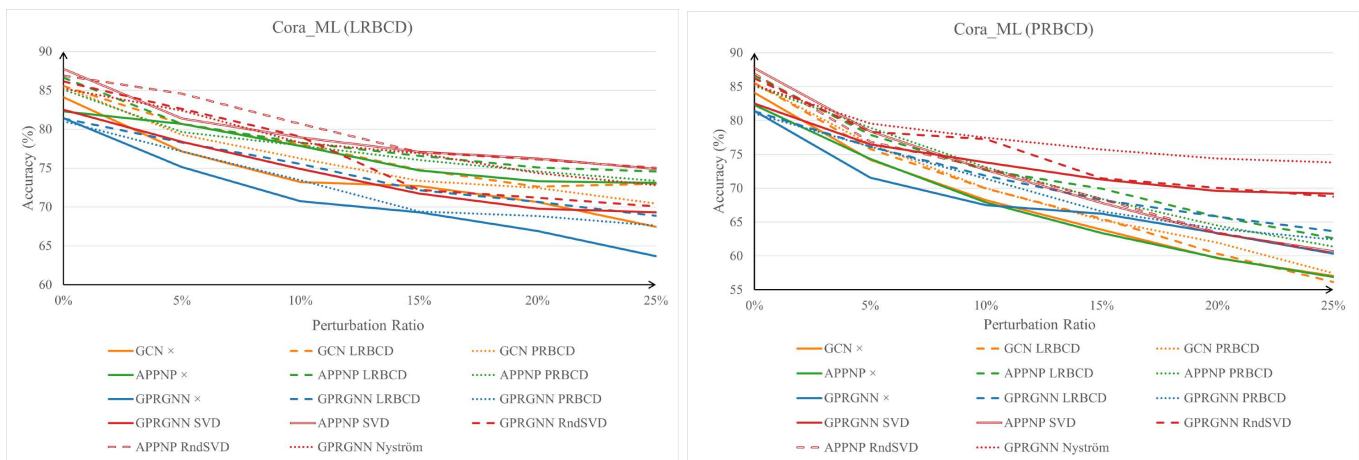 Cora_ML (LRBCD)
90
85
80
75
70
65
60
Accuracy (%)
0% 5% 10% 15% 20% 25%
Perturbation Ratio
GCN × GCN LRBCD GCN PRBCD
APPNP × APPNP LRBCD APPNP PRBCD
GPRGNN × GPRGNN LRBCD GPRGNN PRBCD
GPRGNN SVD APPNP SVD GPRGNN RndSVD
APPNP RndSVD GPRGNN Nyström
Cora_ML (PRBCD)
90
85
80
75
70
65
60
55
Accuracy (%)
0% 5% 10% 15% 20% 25%
Perturbation Ratio
GCN × GCN LRBCD GCN PRBCD
APPNP × APPNP LRBCD APPNP PRBCD
GPRGNN × GPRGNN LRBCD GPRGNN PRBCD
GPRGNN SVD APPNP SVD GPRGNN RndSVD
APPNP RndSVD GPRGNN Nyström